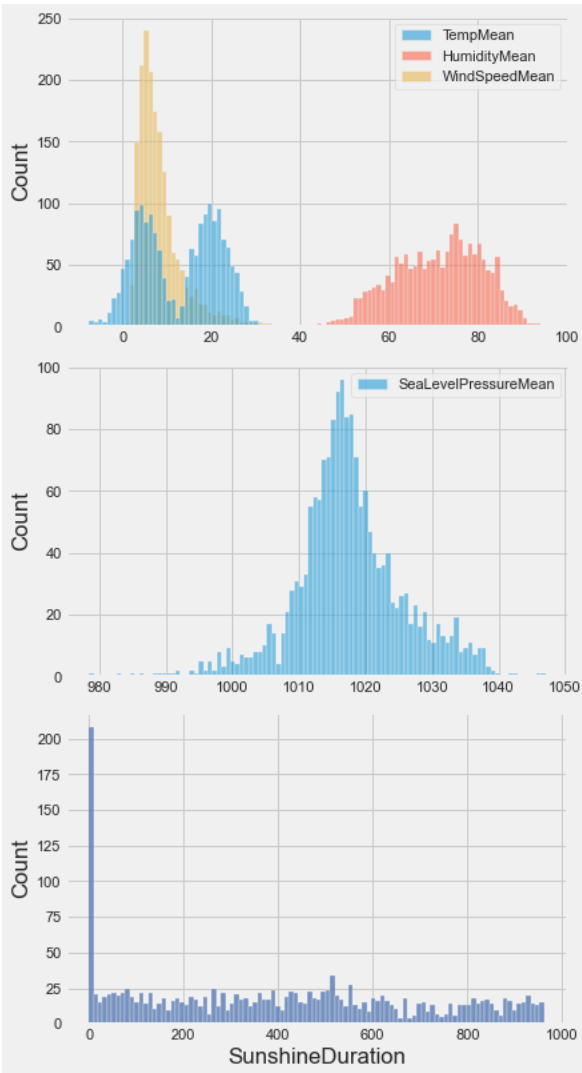 250
200
150
100
50
0
Count
TempMean
HumidityMean
WindSpeedMean
0 20 40 60 80 100
100
80
60
40
20
0
Count
SeaLevelPressureMean
980 990 1000 1010 1020 1030 1040 1050
200
175
150
125
100
75
50
25
0
Count
0 200 400 600 800 1000
SunshineDuration